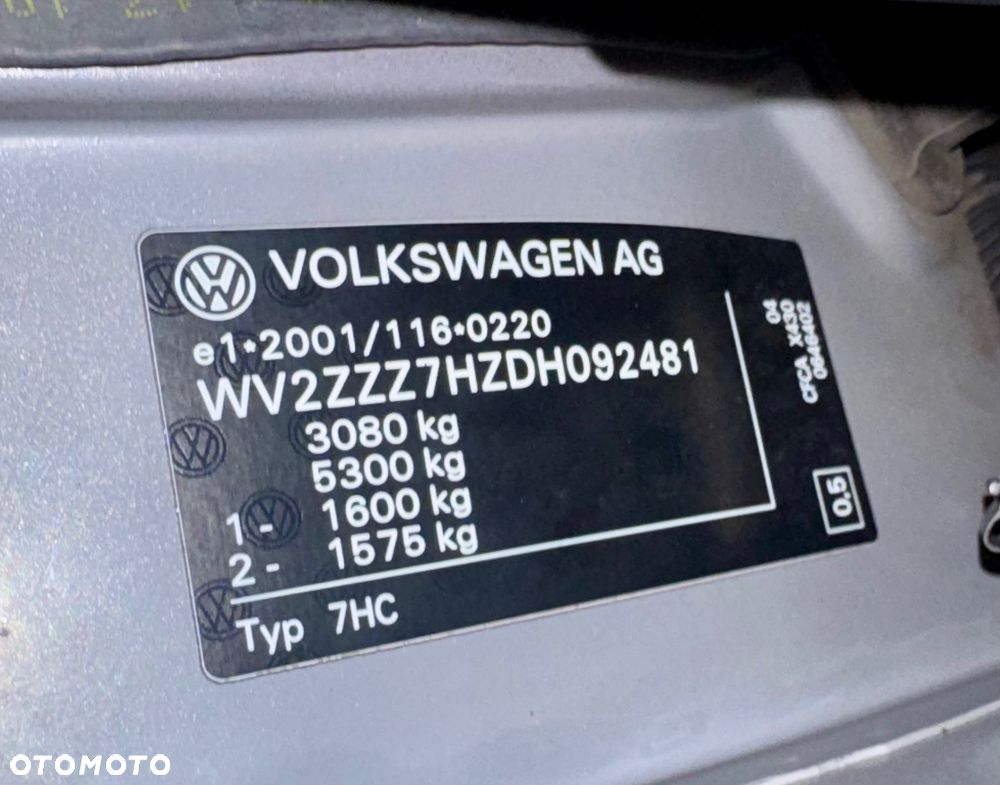 VOLKSWAGEN AG
e1*2001/116*0220
WV2ZZZ7HZDH092481
3080 kg
5300 kg
1 - 1600 kg
2 - 1575 kg
Typ 7HC
04
CFCA X430
0646402
0.5
OTOMOTO